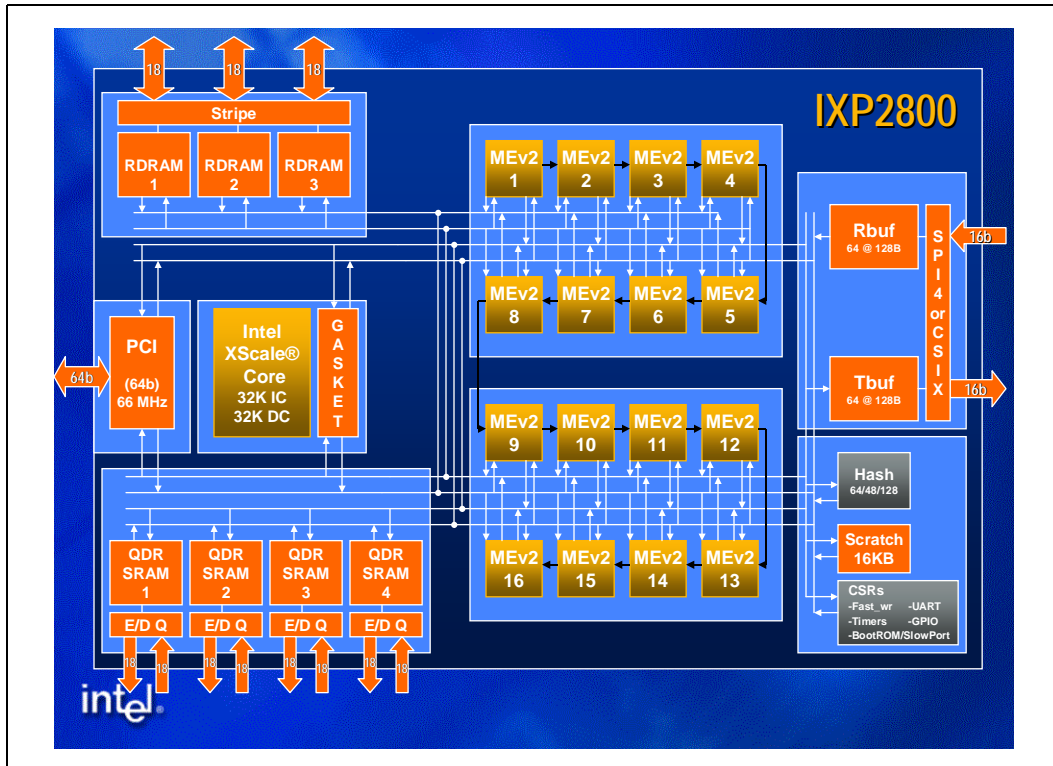 18 18 18
IXP2800
Stripe
RDRAM 1
RDRAM 2
RDRAM 3
MEv2 1
MEv2 2
MEv2 3
MEv2 4
Rbuf
64 @ 128B
SPI4 or CSIX
16b
MEv2 8
MEv2 7
MEv2 6
MEv2 5
64b
PCI
(64b)
66 MHz
Intel
XScale®
Core
32K IC
32K DC
GASKET
Tbuf
64 @ 128B
16b
MEv2 9
MEv2 10
MEv2 11
MEv2 12
Hash
64/48/128
Scratch
16KB
QDR SRAM 1
QDR SRAM 2
QDR SRAM 3
QDR SRAM 4
MEv2 16
MEv2 15
MEv2 14
MEv2 13
CSRs
-Fast_wr -UART
-Timers -GPIO
-BootROM/SlowPort
E/D Q E/D Q E/D Q E/D Q
18 18 18 18 18 18 18 18
intel.